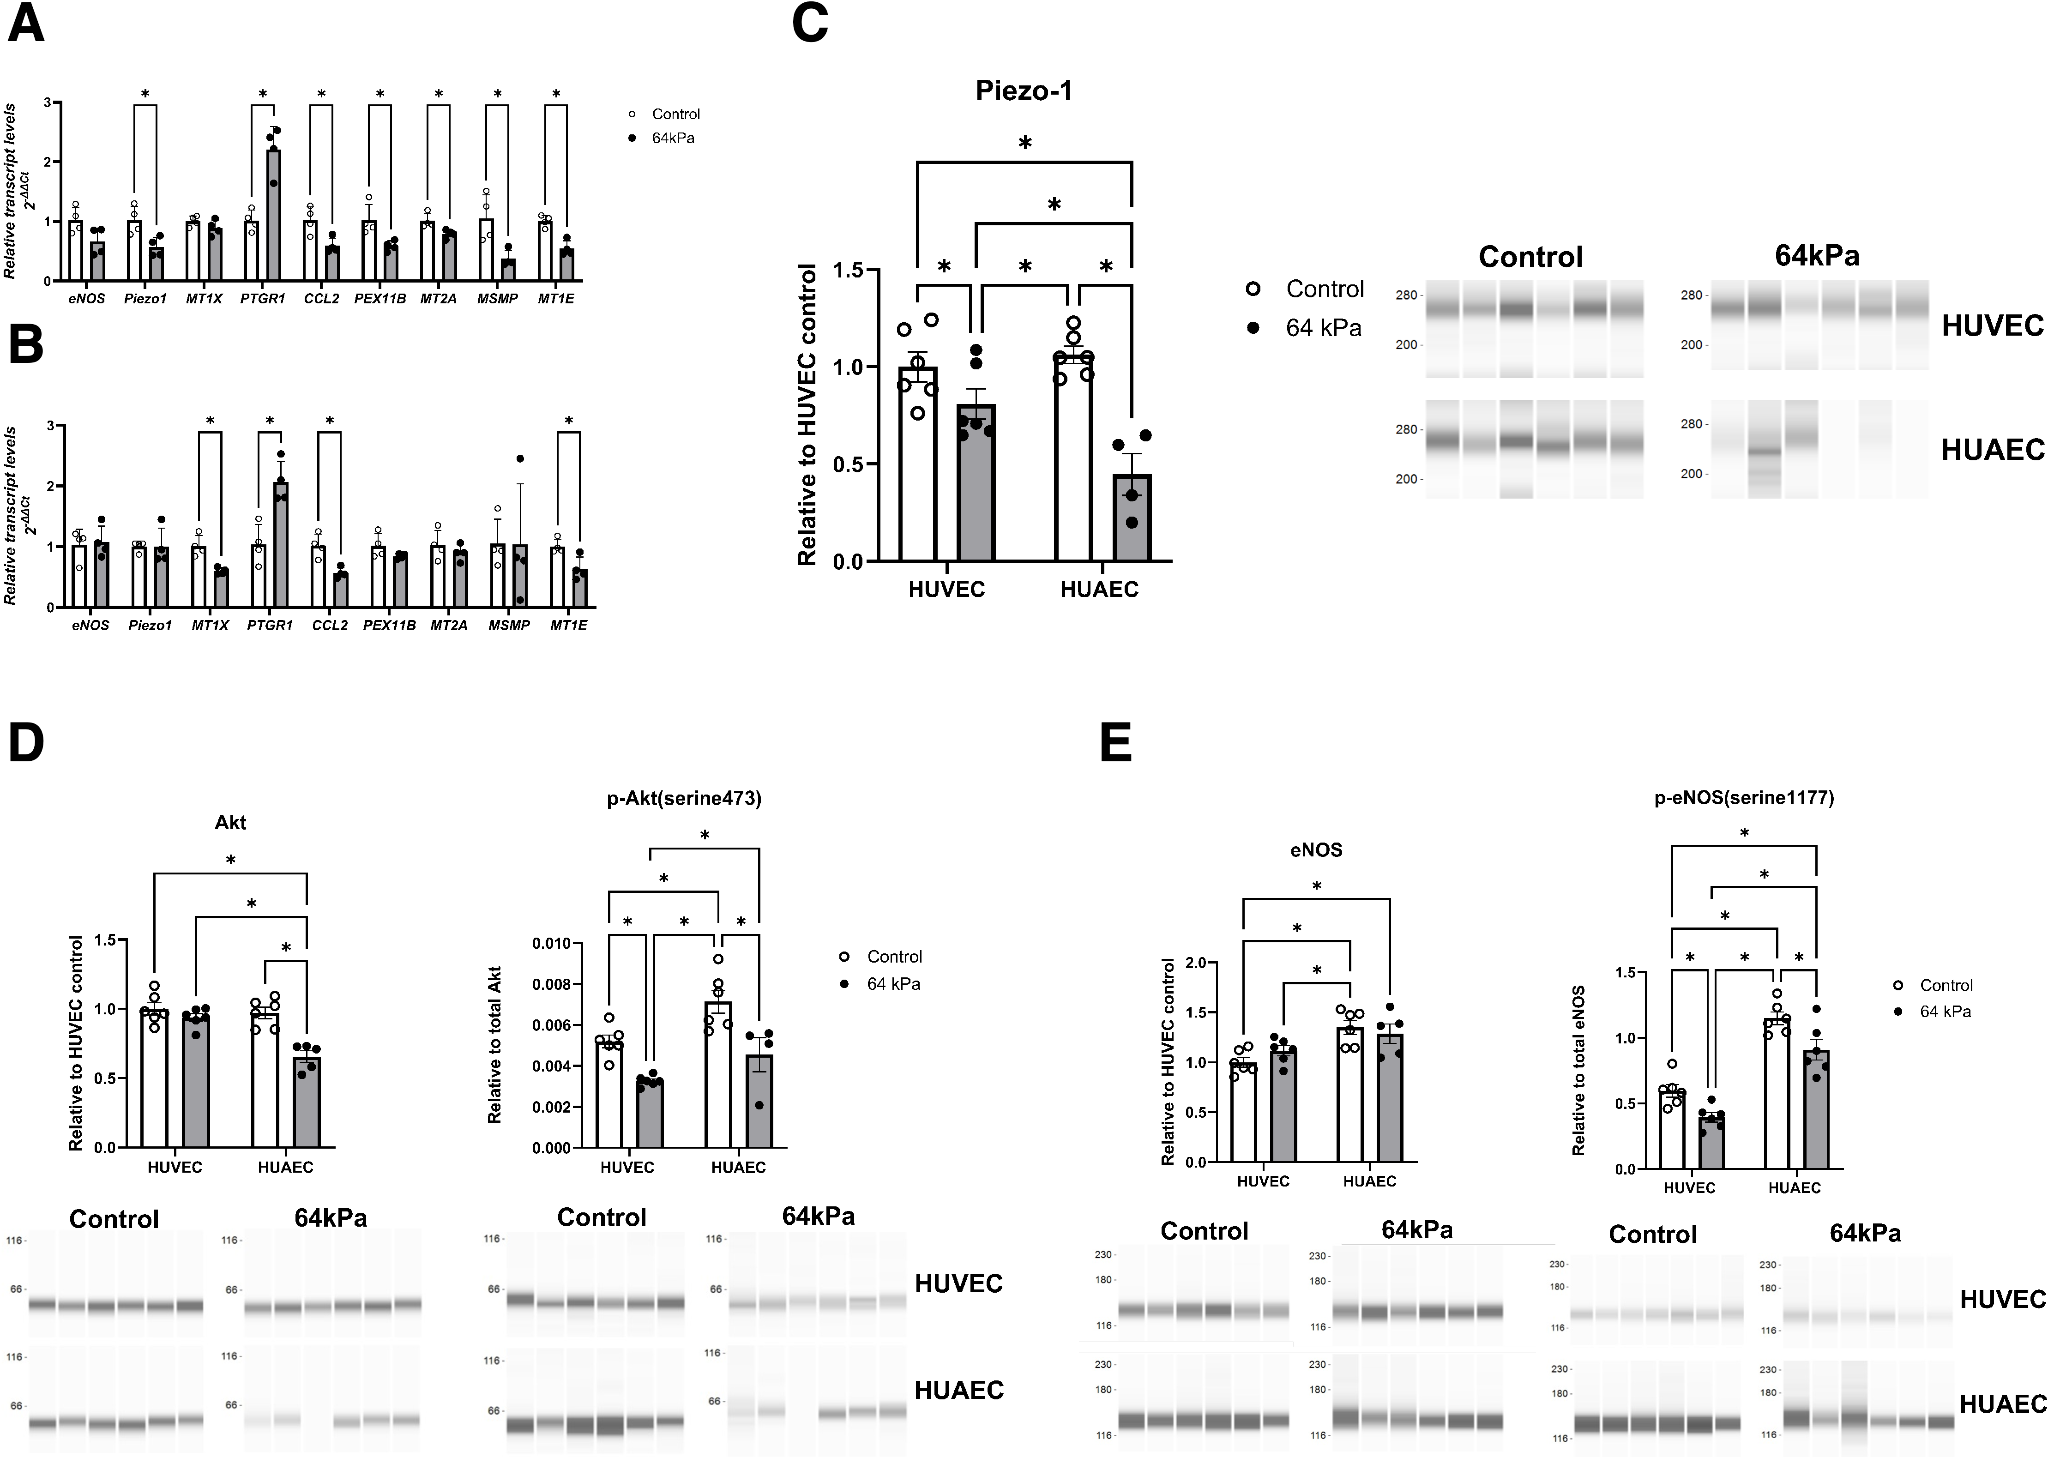 A
Relative transcript levels
2^-ΔΔCt
3
2
1
0
* * * * * * * *
eNOS Piezo1 MT1X PTGR1 CCL2 PEX11B MT2A MSMP MT1E
Control
64kPa
B
Relative transcript levels
2^-ΔΔCt
3
2
1
0
* * * *
eNOS Piezo1 MT1X PTGR1 CCL2 PEX11B MT2A MSMP MT1E
C
Piezo-1
*
*
* * *
Relative to HUVEC control
1.5
1.0
0.5
0.0
HUVEC HUAEC
Control
64 kPa
Control 64kPa
280 280
200 200
HUVEC
280 280
200 200
HUAEC
D
Akt
*
*
*
Relative to HUVEC control
1.5
1.0
0.5
0.0
HUVEC HUAEC
p-Akt(serine473)
*
*
* * *
Relative to total Akt
0.010
0.008
0.006
0.004
0.002
0.000
HUVEC HUAEC
Control
64 kPa
Control 64kPa Control 64kPa
116 116 116 116
66 66 66 66
HUVEC
116 116 116 116
66 66 66 66
HUAEC
E
eNOS
*
*
*
Relative to HUVEC control
2.0
1.5
1.0
0.5
0.0
HUVEC HUAEC
p-eNOS(serine1177)
*
*
*
* * *
Relative to total eNOS
1.5
1.0
0.5
0.0
HUVEC HUAEC
Control
64 kPa
Control 64kPa Control 64kPa
230 230 230 230
180 180 180 180
116 116 116 116
HUVEC
230 230 230 230
180 180 180 180
116 116 116 116
HUAEC